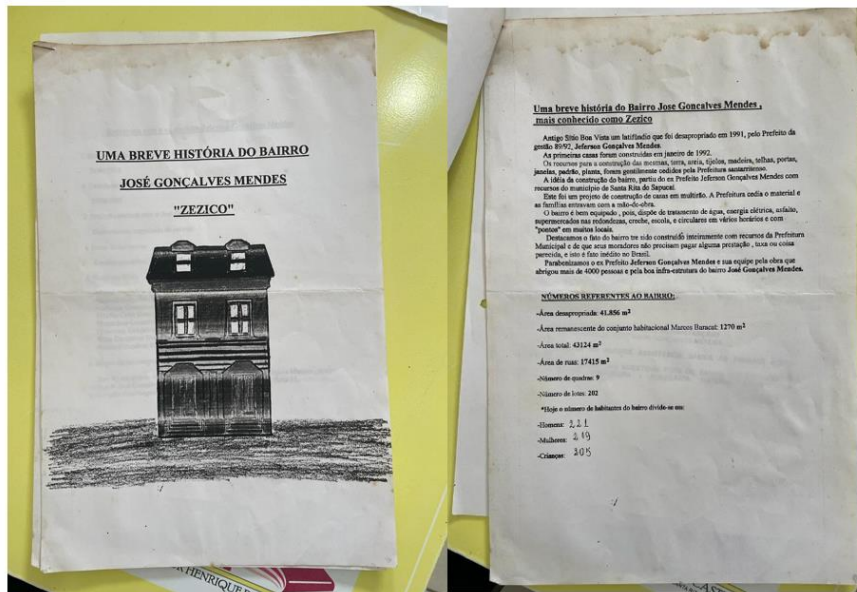 UMA BREVE HISTÓRIA DO BAIRRO
JOSÉ GONÇALVES MENDES
"ZEZICO"
HENRIQUE
Uma breve história do Bairro Jose Goncalves Mendes ,
mais conhecido como Zezico
Antigo Sítio Boa Vista um latifúndio que foi desapropriado em 1991, pelo Prefeito da
gestão 89/92, Jeferson Gonçalves Mendes.
As primeiras casas foram construídas em janeiro de 1992.
Os recursos para a construção das mesmas, terra, areia, tijolos, madeira, telhas, portas,
janelas, padrão, planta, foram gentilmente cedidos pela Prefeitura santarritense.
A idéia da construção do bairro, partiu do ex Prefeito Jeferson Gonçalves Mendes com
recursos do município de Santa Rita do Sapucaí.
Este foi um projeto de construção de casas em multirão. A Prefeitura cedia o material e
as famílias entravam com a mão-de-obra.
O bairro é bem equipado , pois, dispõe de tratamento de água, energia elétrica, asfalto,
supermercados nas redondezas, creche, escola, e circulares em vários horários e com
"pontos" em muitos locais.
Destacamos o fato do bairro ter sido construído inteiramente com recursos da Prefeitura
Municipal e de que seus moradores não precisam pagar alguma prestação , taxa ou coisa
parecida, e isto é fato inédito no Brasil.
Parabenizamos o ex Prefeito Jeferson Gonçalves Mendes e sua equipe pela obra que
abrigou mais de 4000 pessoas e pela boa infra-estrutura do bairro José Gonçalves Mendes.
NÚMEROS REFERENTES AO BAIRRO:
-Área desapropriada: 41.856 m²
-Área remanescente do conjunto habitacional Marcos Baracat: 1270 m²
-Área total: 43124 m²
-Área de ruas: 17415 m²
-Número de quadras: 9
-Número de lotes: 202
*Hoje o número de habitantes do bairro divide-se em:
-Homens: 221
-Mulheres: 219
-Crianças: 305